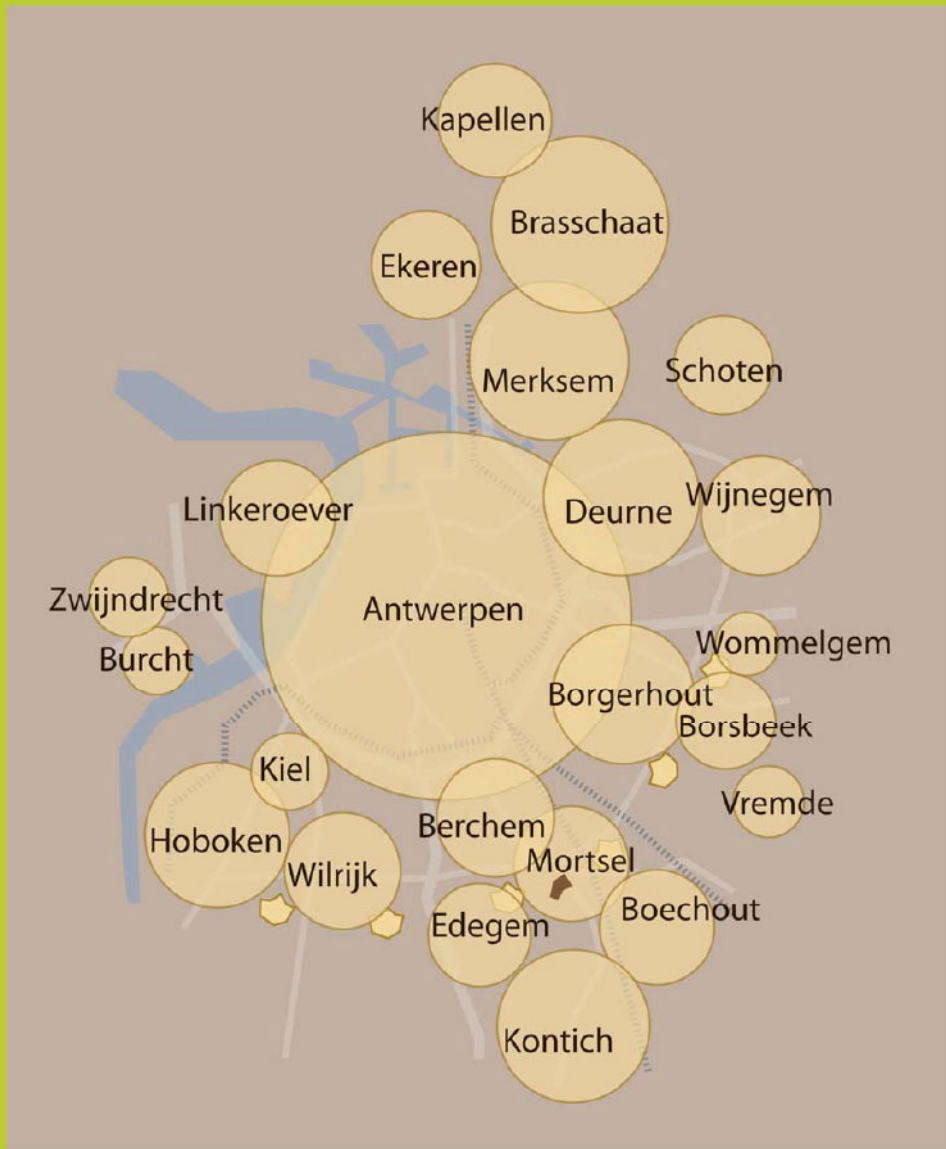 Kapellen
Brasschaat
Ekeren
Schoten
Merksem
Wijnegem
Linkeroever
Deurne
Zwijndrecht
Antwerpen
Wommelgem
Burcht
Borgerhout
Borsbeek
Kiel
Vremde
Berchem
Hoboken
Mortsel
Wilrijk
Boechout
Edegem
Kontich